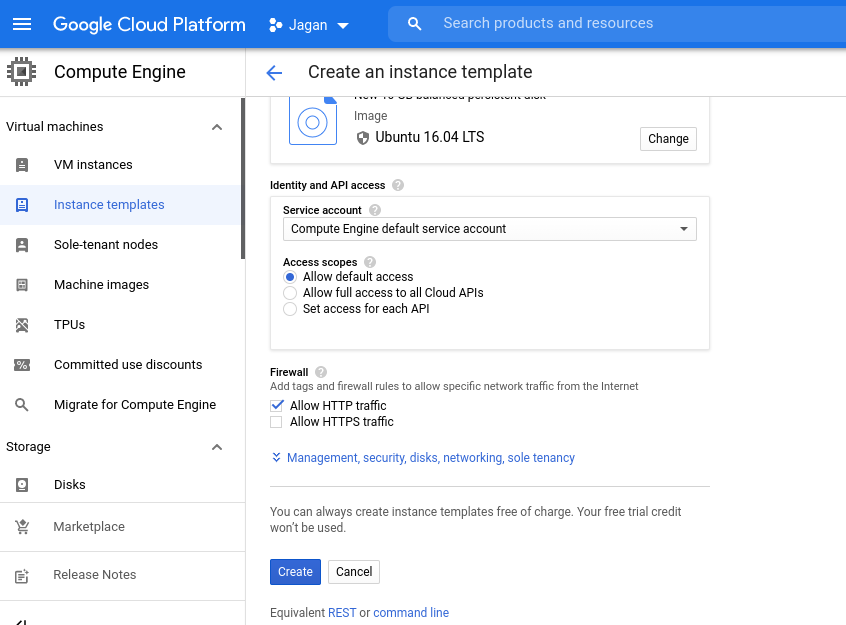 Google Cloud Platform
Jagan
Search products and resources
Compute Engine
Create an instance template
Virtual machines
VM instances
Instance templates
Sole-tenant nodes
Machine images
TPUs
Committed use discounts
Migrate for Compute Engine
Storage
Disks
Marketplace
Release Notes
New 10 GB balanced persistent disk
Image
Ubuntu 16.04 LTS
Change
Identity and API access
Service account
Compute Engine default service account
Access scopes
Allow default access
Allow full access to all Cloud APIs
Set access for each API
Firewall
Add tags and firewall rules to allow specific network traffic from the Internet
Allow HTTP traffic
Allow HTTPS traffic
Management, security, disks, networking, sole tenancy
You can always create instance templates free of charge. Your free trial credit
won’t be used.
Create
Cancel
Equivalent REST or command line